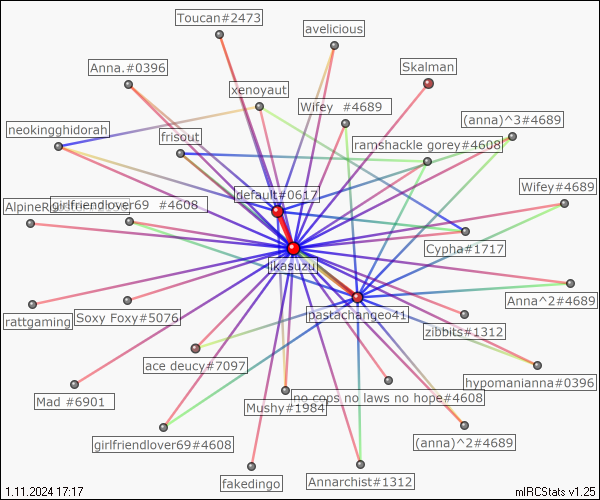 Toucan#2473
avelicious
Skalman
Anna.#0396
xenoyaut
Wifey  #4689
(anna)^3#4689
neokingghidorah
frisout
ramshackle gorey#4608
default#0617
Wifey#4689
girlfriendlover69  #4608
Cypha#1717
ikasuzu
Anna^2#4689
pastachangeo41
rattgaming
Soxy Foxy#5076
zibbits#1312
ace deucy#7097
hypomanianna#0396
no cops no laws no hope#4608
Mad #6901
Mushy#1984
girlfriendlover69#4608
(anna)^2#4689
fakedingo
Annarchist#1312
1.11.2024 17:17
mIRCStats v1.25